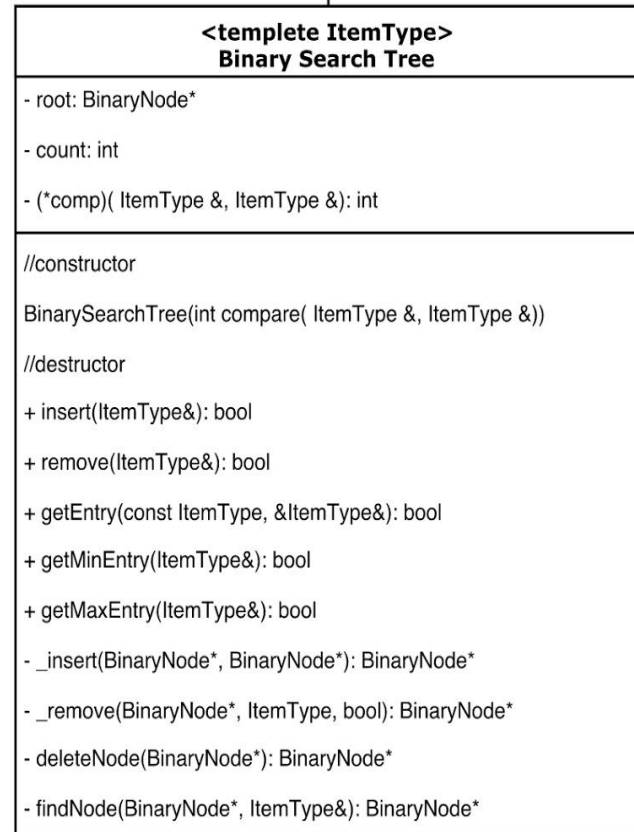 <templete ItemType>
Binary Search Tree
- root: BinaryNode*
- count: int
- (*comp)( ItemType &, ItemType &): int
//constructor
BinarySearchTree(int compare( ItemType &, ItemType &))
//destructor
+ insert(ItemType&): bool
+ remove(ItemType&): bool
+ getEntry(const ItemType, &ItemType&): bool
+ getMinEntry(ItemType&): bool
+ getMaxEntry(ItemType&): bool
- _insert(BinaryNode*, BinaryNode*): BinaryNode*
- _remove(BinaryNode*, ItemType, bool): BinaryNode*
- deleteNode(BinaryNode*): BinaryNode*
- findNode(BinaryNode*, ItemType&): BinaryNode*